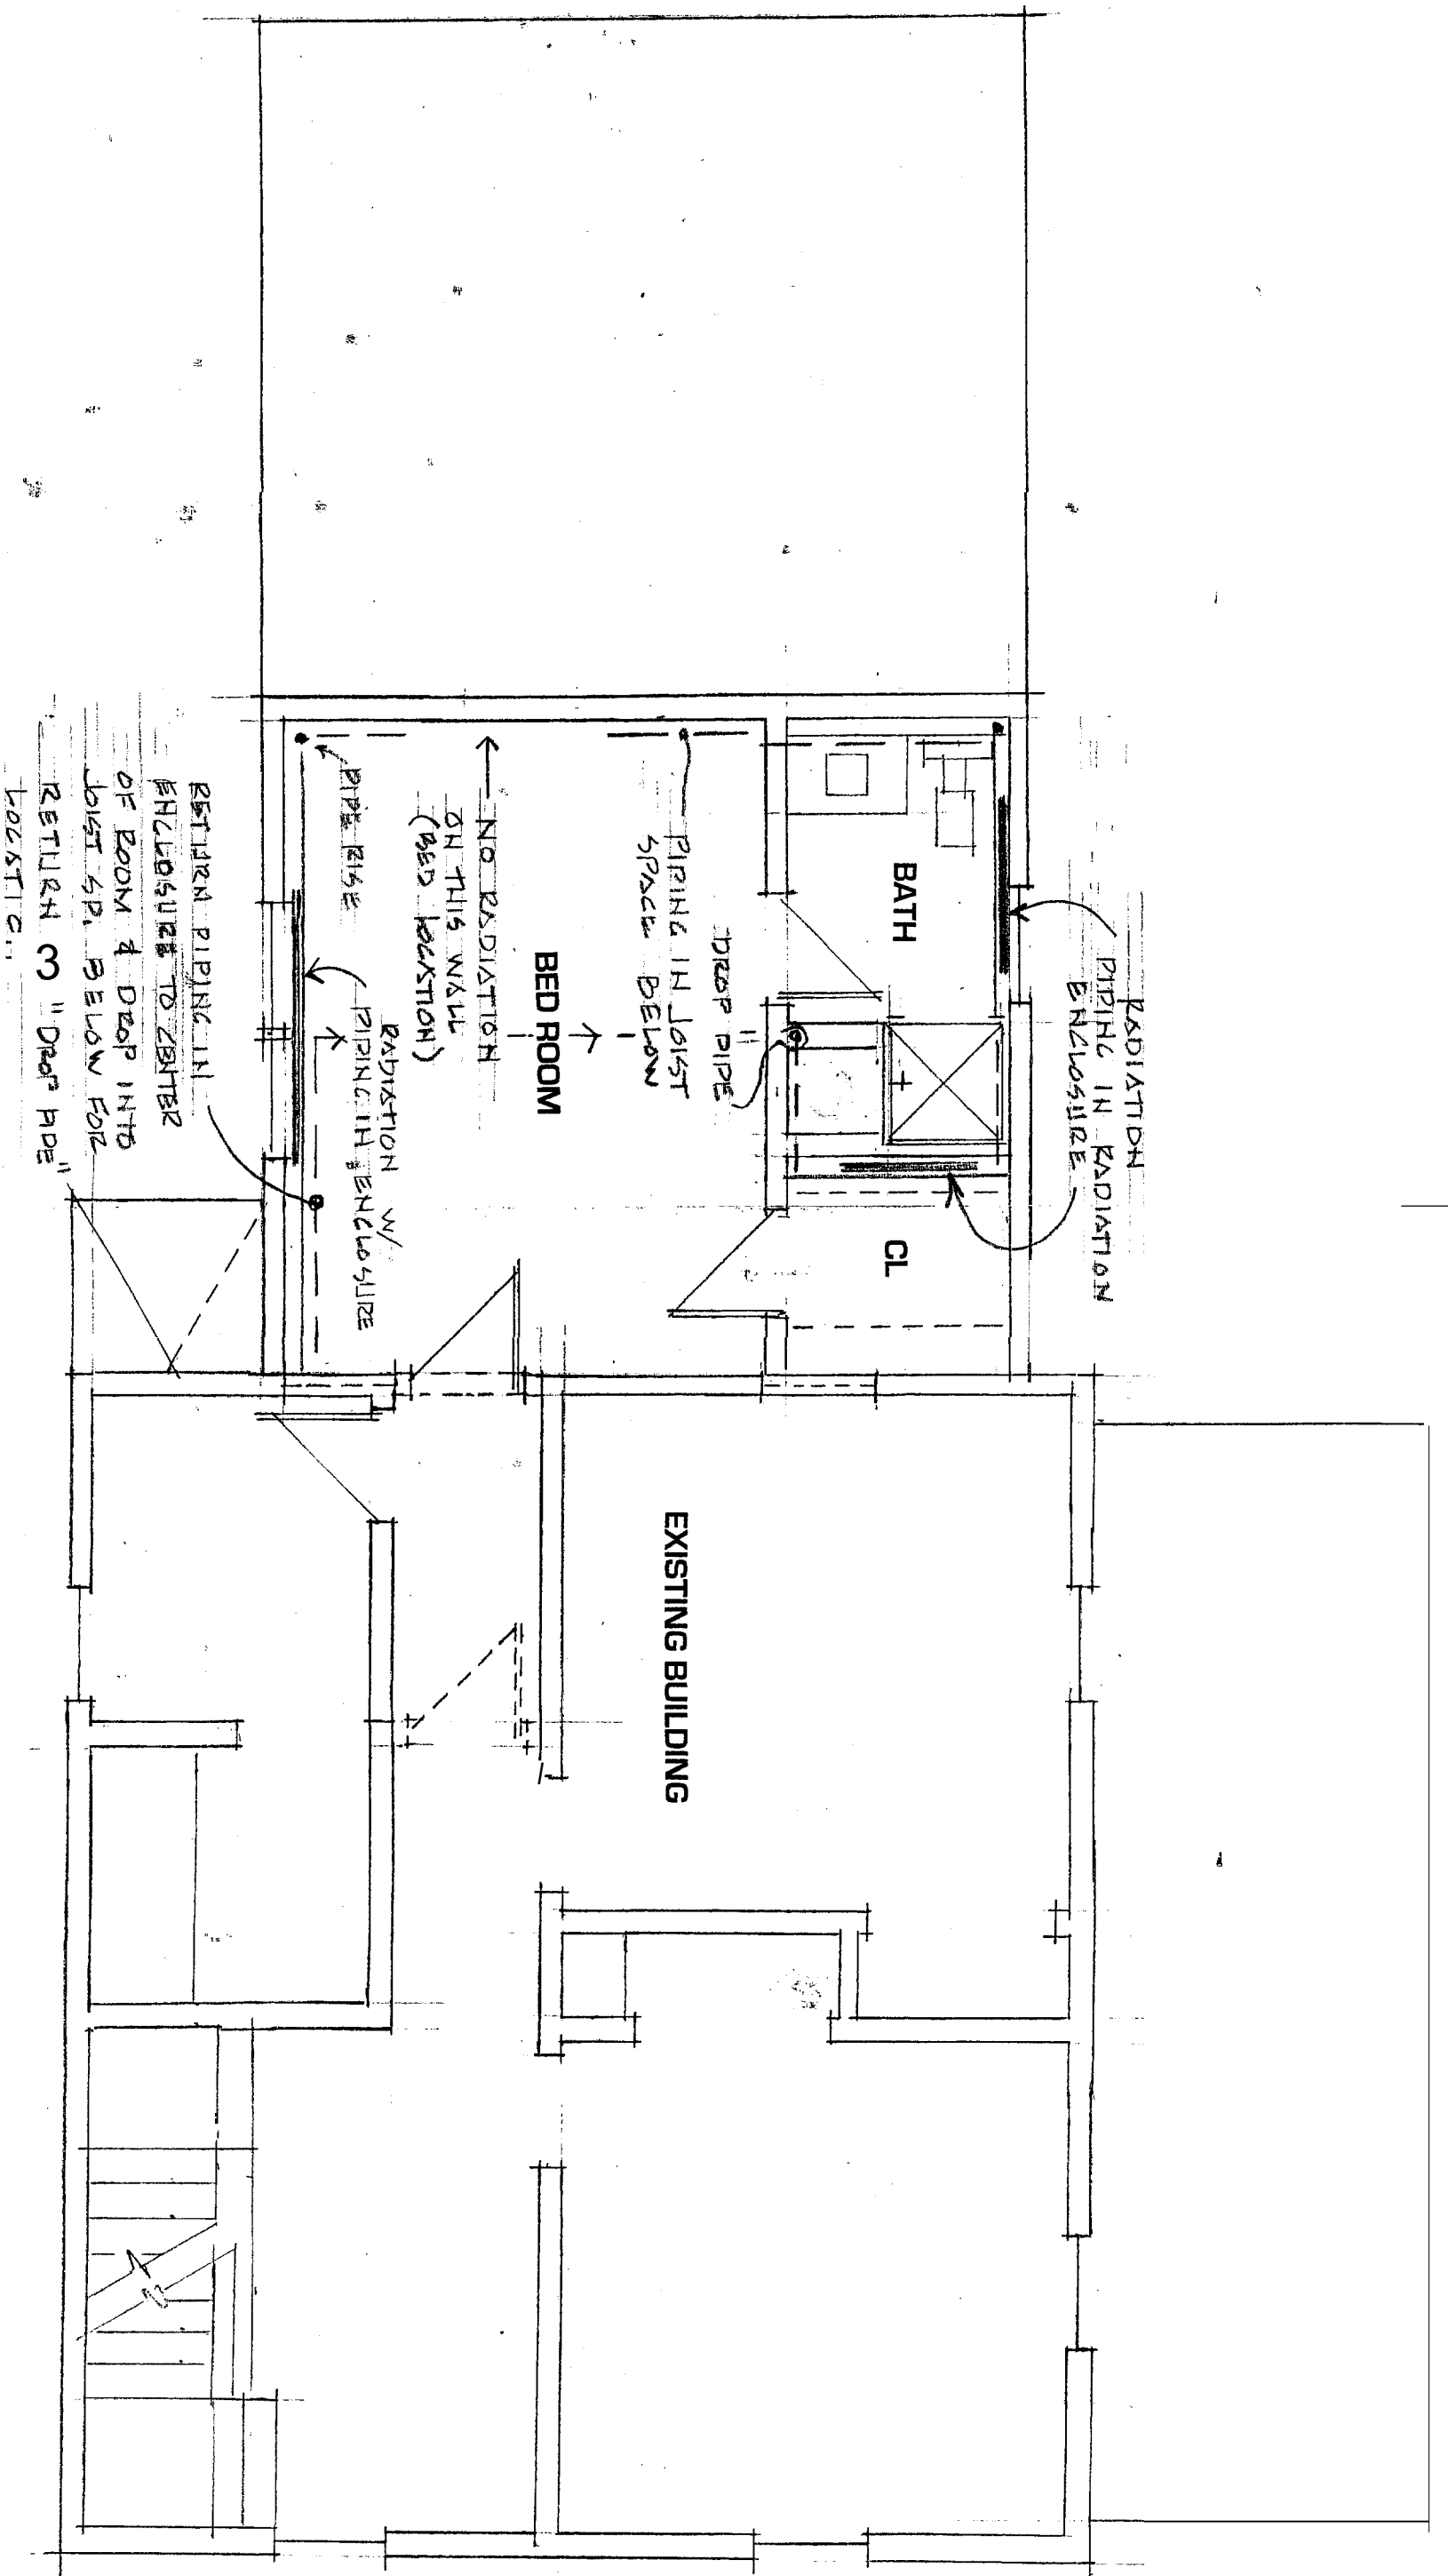 RADIATION
PIPING IN RADIATION
ENCLOSURE
BATH
CL
DROP PIPE
PIPING IN JOIST
SPACE BELOW
BED ROOM
NO RADIATION
ON THIS WALL
(BED LOCATION)
RADIATION W/
PIPING IN ENCLOSURE
PIPE RISE
RETURN PIPING IN
ENCLOSURE TO CENTER
OF ROOM & DROP INTO
JOIST SP. BELOW FOR
RETURN 3 "DROP PIPE"
EXISTING BUILDING